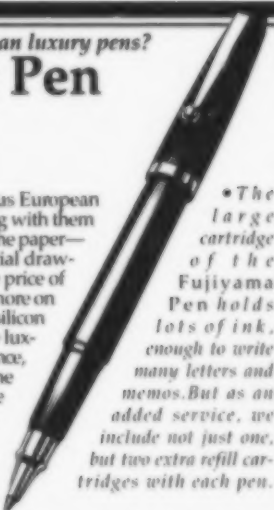 an luxury pens?
Pen
us European
g with them
he paper—
ial draw-
price of
more on
silicon
lux-
nce,
ne
e
• The
large
cartridge
of the
Fujiyama
Pen holds
lots of ink,
enough to write
many letters and
memos. But as an
added service, we
include not just one,
but two extra refill car-
tridges with each pen.